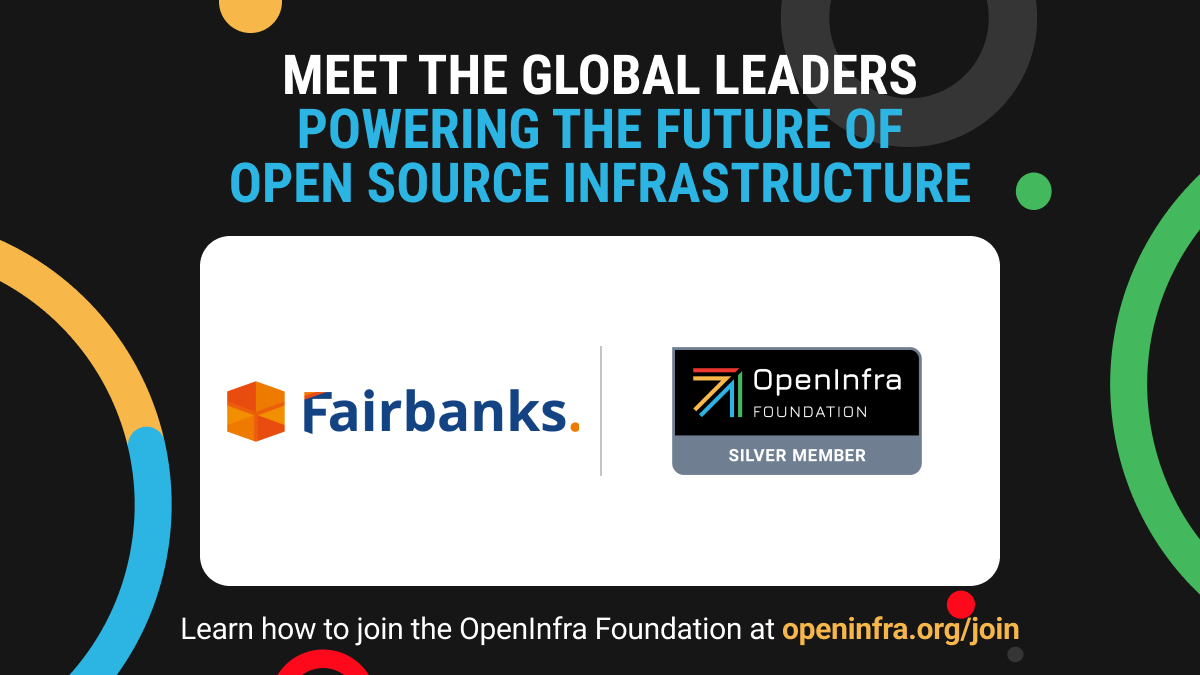 MEET THE GLOBAL LEADERS
POWERING THE FUTURE OF
OPEN SOURCE INFRASTRUCTURE
Fairbanks.
OpenInfra
FOUNDATION
SILVER MEMBER
Learn how to join the OpenInfra Foundation at openinfra.org/join